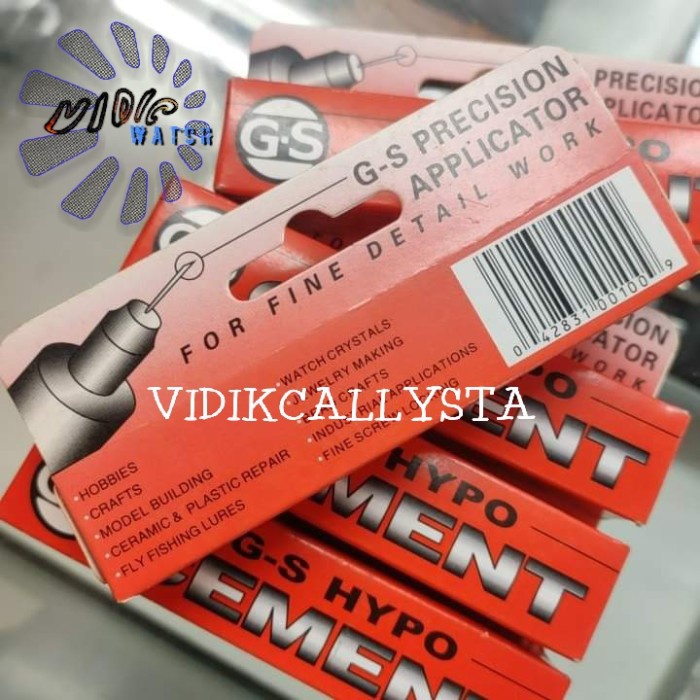 VIDIK
WATCH
PRECISION
APPLICATOR
G-S
G-S PRECISION
APPLICATOR
FOR FINE DETAIL WORK
0 42831 00100 9
• WATCH CRYSTALS
JEWELRY MAKING
CRAFTS
• INDUSTRIAL APPLICATIONS
• FINE SCREW LOCKING
• HOBBIES
• CRAFTS
• MODEL BUILDING
• CERAMIC & PLASTIC REPAIR
• FLY FISHING LURES
VIDIKCALLYSTA
HYPO
WORK
HYPO
CEMENT
G-S HYPO
CEMENT